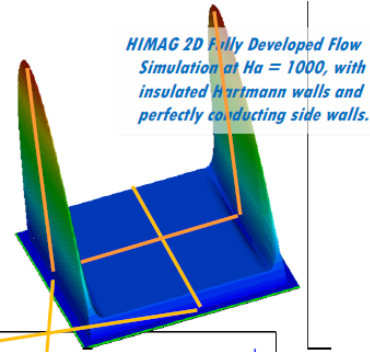 HIMAG 2D Fully Developed Flow
Simulation at Ha = 1000, with
insulated Hartmann walls and
perfectly conducting side walls.